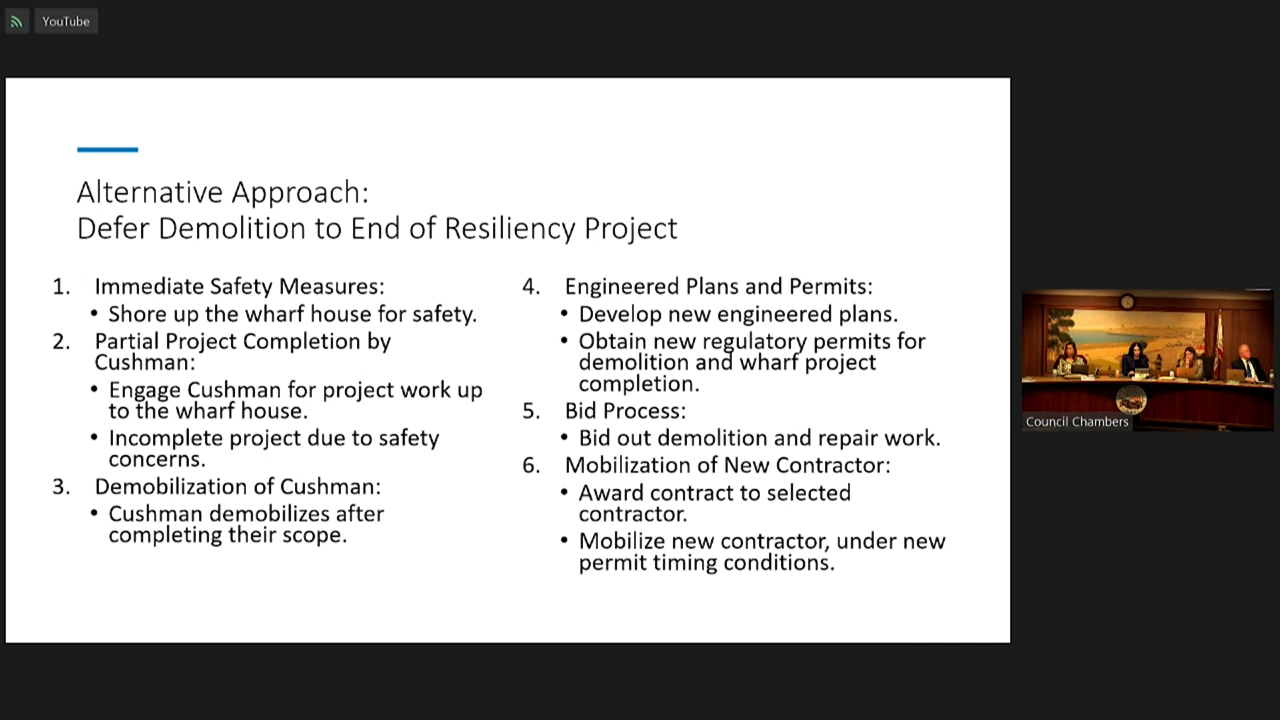 YouTube
Alternative Approach:
Defer Demolition to End of Resiliency Project
1. Immediate Safety Measures:
• Shore up the wharf house for safety.
2. Partial Project Completion by
Cushman:
• Engage Cushman for project work up
to the wharf house.
• Incomplete project due to safety
concerns.
3. Demobilization of Cushman:
• Cushman demobilizes after
completing their scope.
4. Engineered Plans and Permits:
• Develop new engineered plans.
• Obtain new regulatory permits for
demolition and wharf project
completion.
5. Bid Process:
• Bid out demolition and repair work.
6. Mobilization of New Contractor:
• Award contract to selected
contractor.
• Mobilize new contractor, under new
permit timing conditions.
Council Chambers